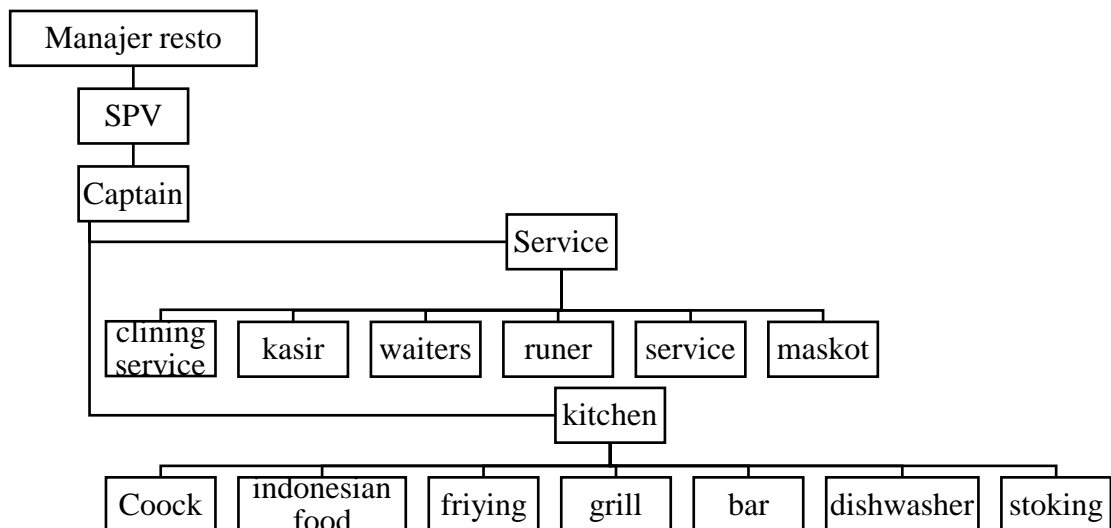 Manajer resto
SPV
Captain
Service
clining
service
kasir
waiters
runer
service
maskot
kitchen
Coock
indonesian
food
friying
grill
bar
dishwasher
stoking